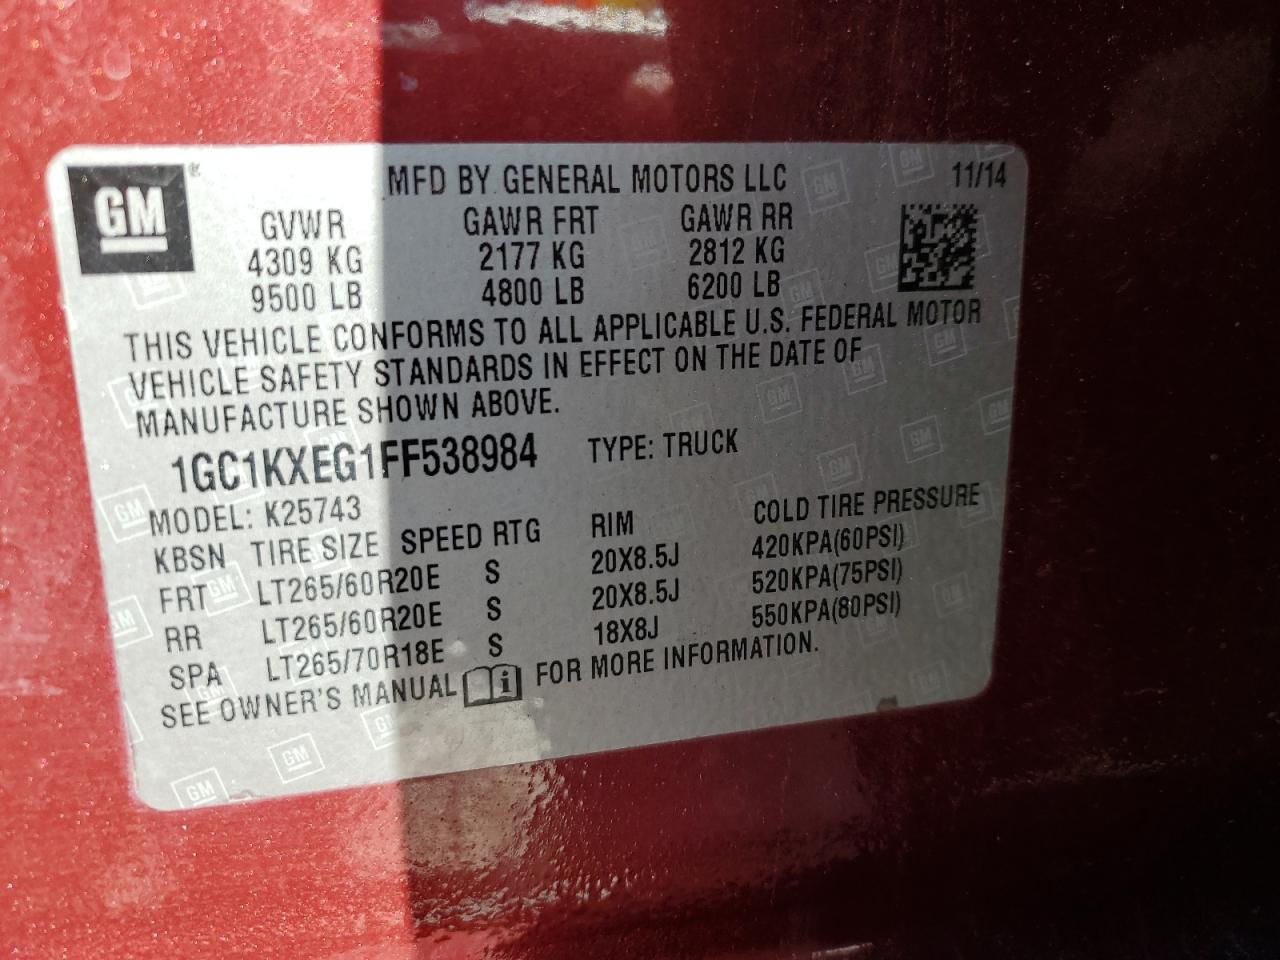 GM
MFD BY GENERAL MOTORS LLC 11/14
GVWR GAWR FRT GAWR RR
4309 KG 2177 KG 2812 KG
9500 LB 4800 LB 6200 LB
THIS VEHICLE CONFORMS TO ALL APPLICABLE U.S. FEDERAL MOTOR
VEHICLE SAFETY STANDARDS IN EFFECT ON THE DATE OF
MANUFACTURE SHOWN ABOVE.
1GC1KXEG1FF538984 TYPE: TRUCK
MODEL: K25743
KBSN TIRE SIZE SPEED RTG RIM COLD TIRE PRESSURE
FRT LT265/60R20E S 20X8.5J 420KPA(60PSI)
RR LT265/60R20E S 20X8.5J 520KPA(75PSI)
SPA LT265/70R18E S 18X8J 550KPA(80PSI)
SEE OWNER'S MANUAL FOR MORE INFORMATION.